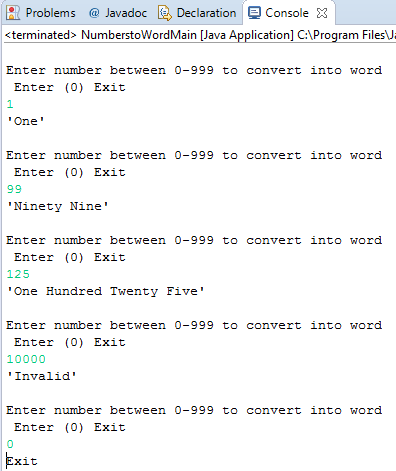 Problems @ Javadoc Declaration Console
<terminated> NumberstoWordMain [Java Application] C:\Program Files\Ja
Enter number between 0-999 to convert into word
Enter (0) Exit
1
'One'
Enter number between 0-999 to convert into word
Enter (0) Exit
99
'Ninety Nine'
Enter number between 0-999 to convert into word
Enter (0) Exit
125
'One Hundred Twenty Five'
Enter number between 0-999 to convert into word
Enter (0) Exit
10000
'Invalid'
Enter number between 0-999 to convert into word
Enter (0) Exit
0
Exit